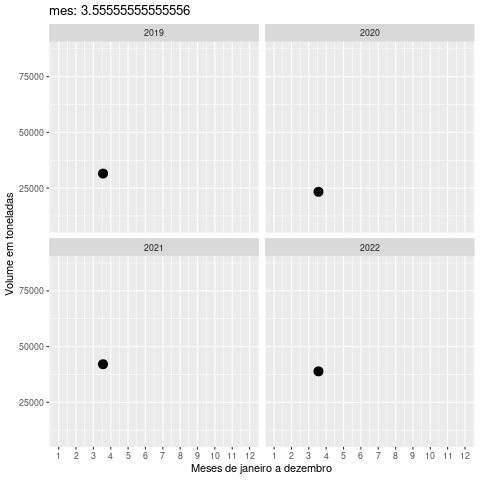 mes: 3.55555555555556
2019 2020
75000
50000
25000
Volume em toneladas
2021 2022
75000
50000
25000
1 2 3 4 5 6 7 8 9 10 11 12 1 2 3 4 5 6 7 8 9 10 11 12
Meses de janeiro a dezembro